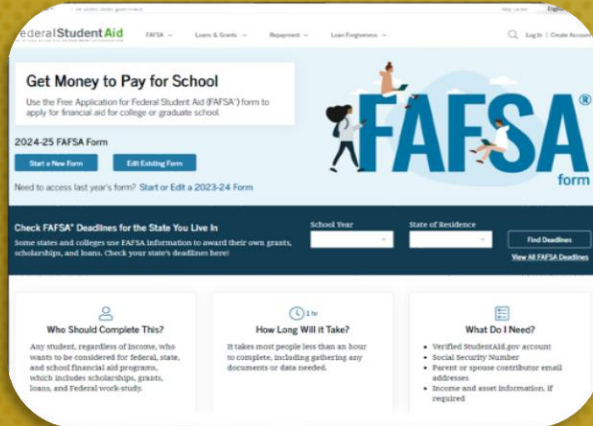 FederalStudentAid
FAFSA
Loans & Grants
Repayment
Loan Forgiveness
Log In | Create Account
Get Money to Pay for School
Use the Free Application for Federal Student Aid (FAFSA®) form to
apply for financial aid for college or graduate school.
2024-25 FAFSA Form
Start a New Form
Edit Existing Form
Need to access last year's form? Start or Edit a 2023-24 Form
FAFSA®
form
Check FAFSA® Deadlines for the State You Live In
Some states and colleges use FAFSA information to award their own grants,
scholarships, and loans. Check your state's deadlines here!
School Year
State of Residence
Find Deadlines
View All FAFSA Deadlines
Who Should Complete This?
Any student, regardless of income, who
wants to be considered for federal, state,
and school financial aid programs,
which includes scholarships, grants,
loans, and Federal work-study.
1 hr
How Long Will it Take?
It takes most people less than an hour
to complete, including gathering any
documents or data needed.
What Do I Need?
• Verified StudentAid.gov account
• Social Security Number
• Parent or spouse contributor email
addresses
• Income and asset information, if
required